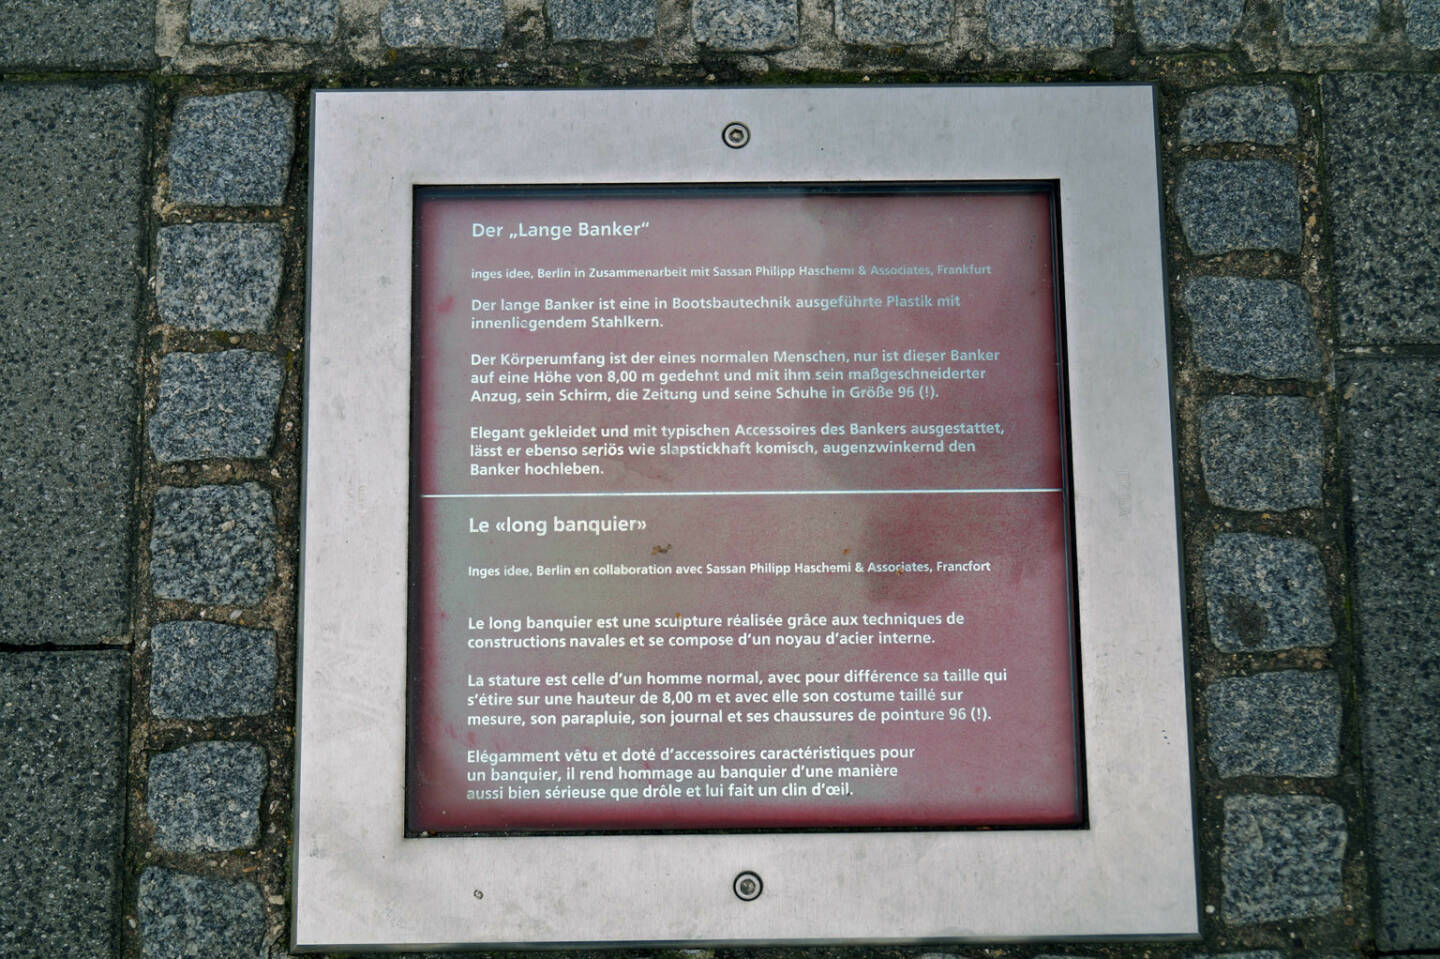 Der „Lange Banker“
inges idee, Berlin in Zusammenarbeit mit Sassan Philipp Haschemi & Associates, Frankfurt
Der lange Banker ist eine in Bootsbautechnik ausgeführte Plastik mit
innenliegendem Stahlkern.
Der Körperumfang ist der eines normalen Menschen, nur ist dieser Banker
auf eine Höhe von 8,00 m gedehnt und mit ihm sein maßgeschneiderter
Anzug, sein Schirm, die Zeitung und seine Schuhe in Größe 96 (!).
Elegant gekleidet und mit typischen Accessoires des Bankers ausgestattet,
lässt er ebenso seriös wie slapstickhaft komisch, augenzwinkernd den
Banker hochleben.
Le «long banquier»
Inges idee, Berlin en collaboration avec Sassan Philipp Haschemi & Associates, Francfort
Le long banquier est une sculpture réalisée grâce aux techniques de
constructions navales et se compose d’un noyau d’acier interne.
La stature est celle d’un homme normal, avec pour différence sa taille qui
s’étire sur une hauteur de 8,00 m et avec elle son costume taillé sur
mesure, son parapluie, son journal et ses chaussures de pointure 96 (!).
Elégamment vêtu et doté d’accessoires caractéristiques pour
un banquier, il rend hommage au banquier d’une manière
aussi bien sérieuse que drôle et lui fait un clin d’œil.